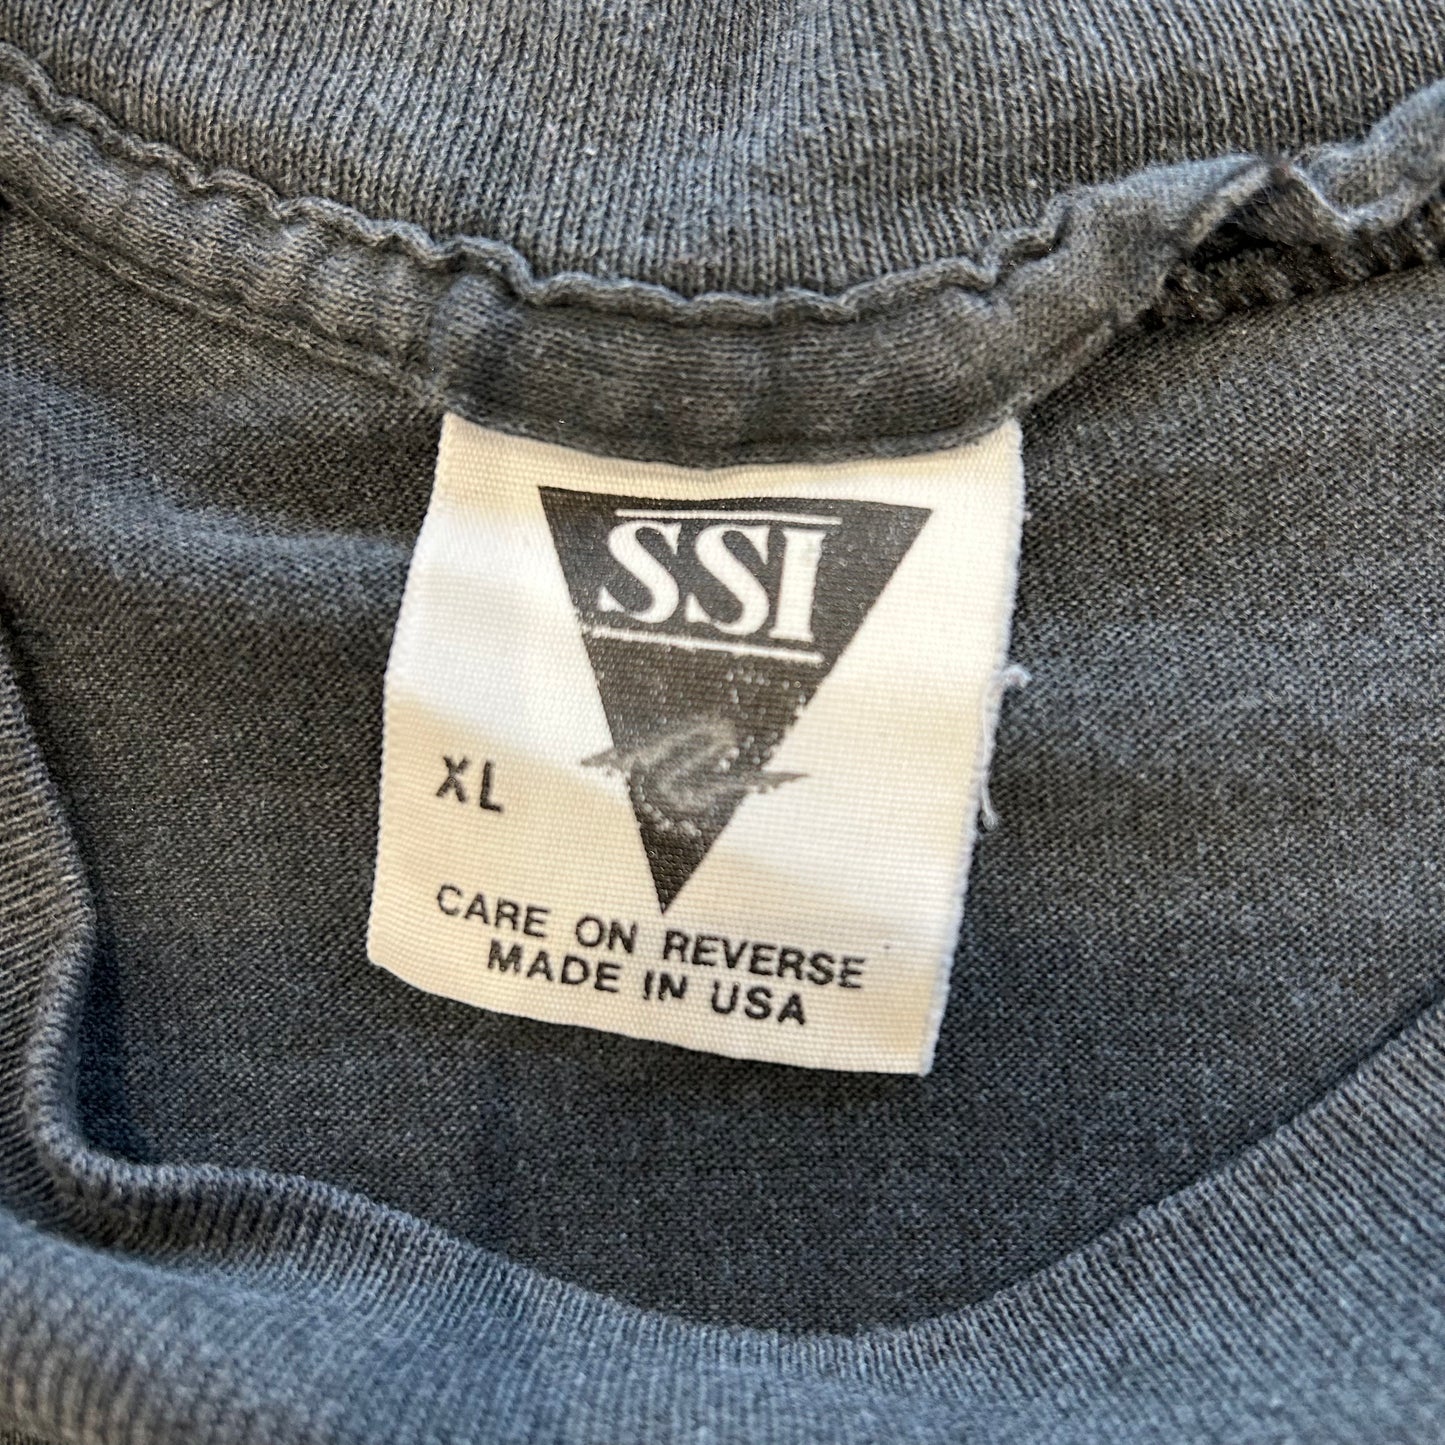 SSI
XL
CARE ON REVERSE
MADE IN USA